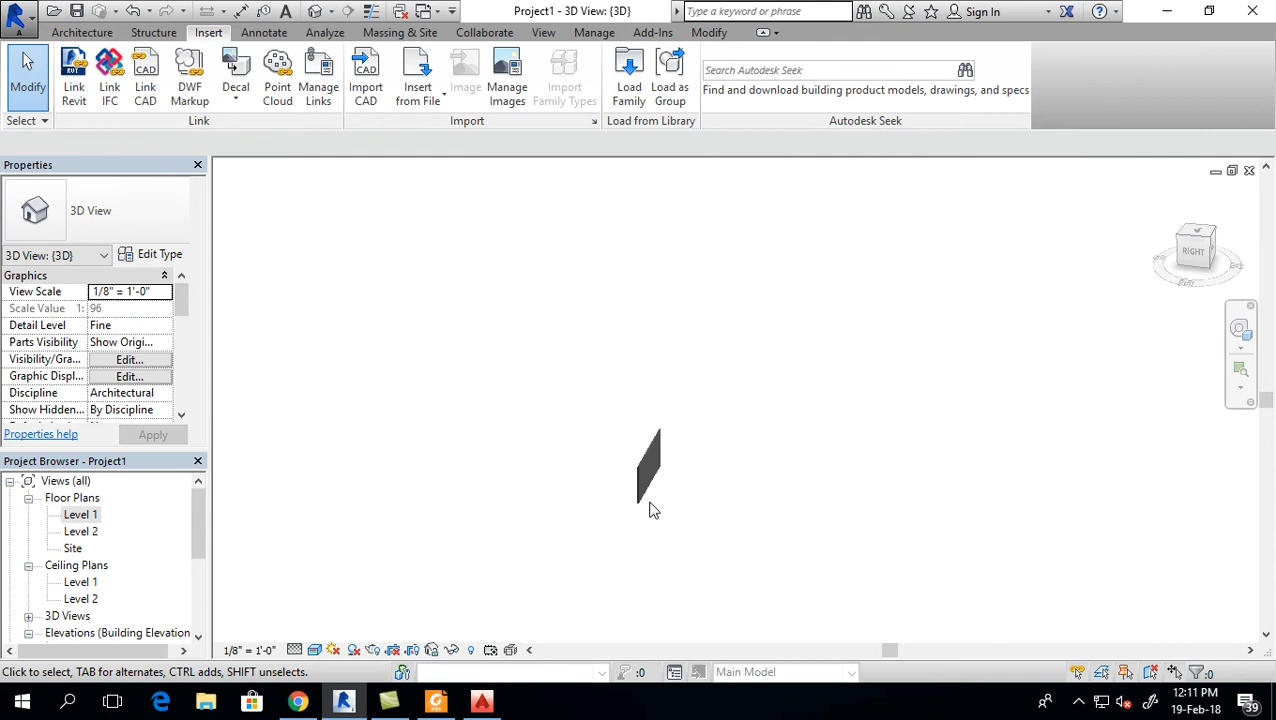 Project1 - 3D View: {3D}
Type a keyword or phrase
Sign In
Architecture
Structure
Insert
Annotate
Analyze
Massing & Site
Collaborate
View
Manage
Add-Ins
Modify
Modify
Link Revit
Link IFC
Link CAD
DWF Markup
Decal
Point Cloud
Manage Links
Import CAD
Insert from File
Image
Manage Images
Import Family Types
Load Family
Load as Group
Search Autodesk Seek
Find and download building product models, drawings, and specs
Select
Link
Import
Load from Library
Autodesk Seek
Properties
3D View
3D View: {3D}
Edit Type
Graphics
View Scale
1/8" = 1'-0"
Scale Value 1:
96
Detail Level
Fine
Parts Visibility
Show Origi...
Visibility/Gra...
Edit...
Graphic Displ...
Edit...
Discipline
Architectural
Show Hidden...
By Discipline
Properties help
Apply
Project Browser - Project1
Views (all)
Floor Plans
Level 1
Level 2
Site
Ceiling Plans
Level 1
Level 2
3D Views
Elevations (Building Elevation
RIGHT
1/8" = 1'-0"
Click to select, TAB for alternates, CTRL adds, SHIFT unselects.
:0
Main Model
:0
12:11 PM
19-Feb-18
39